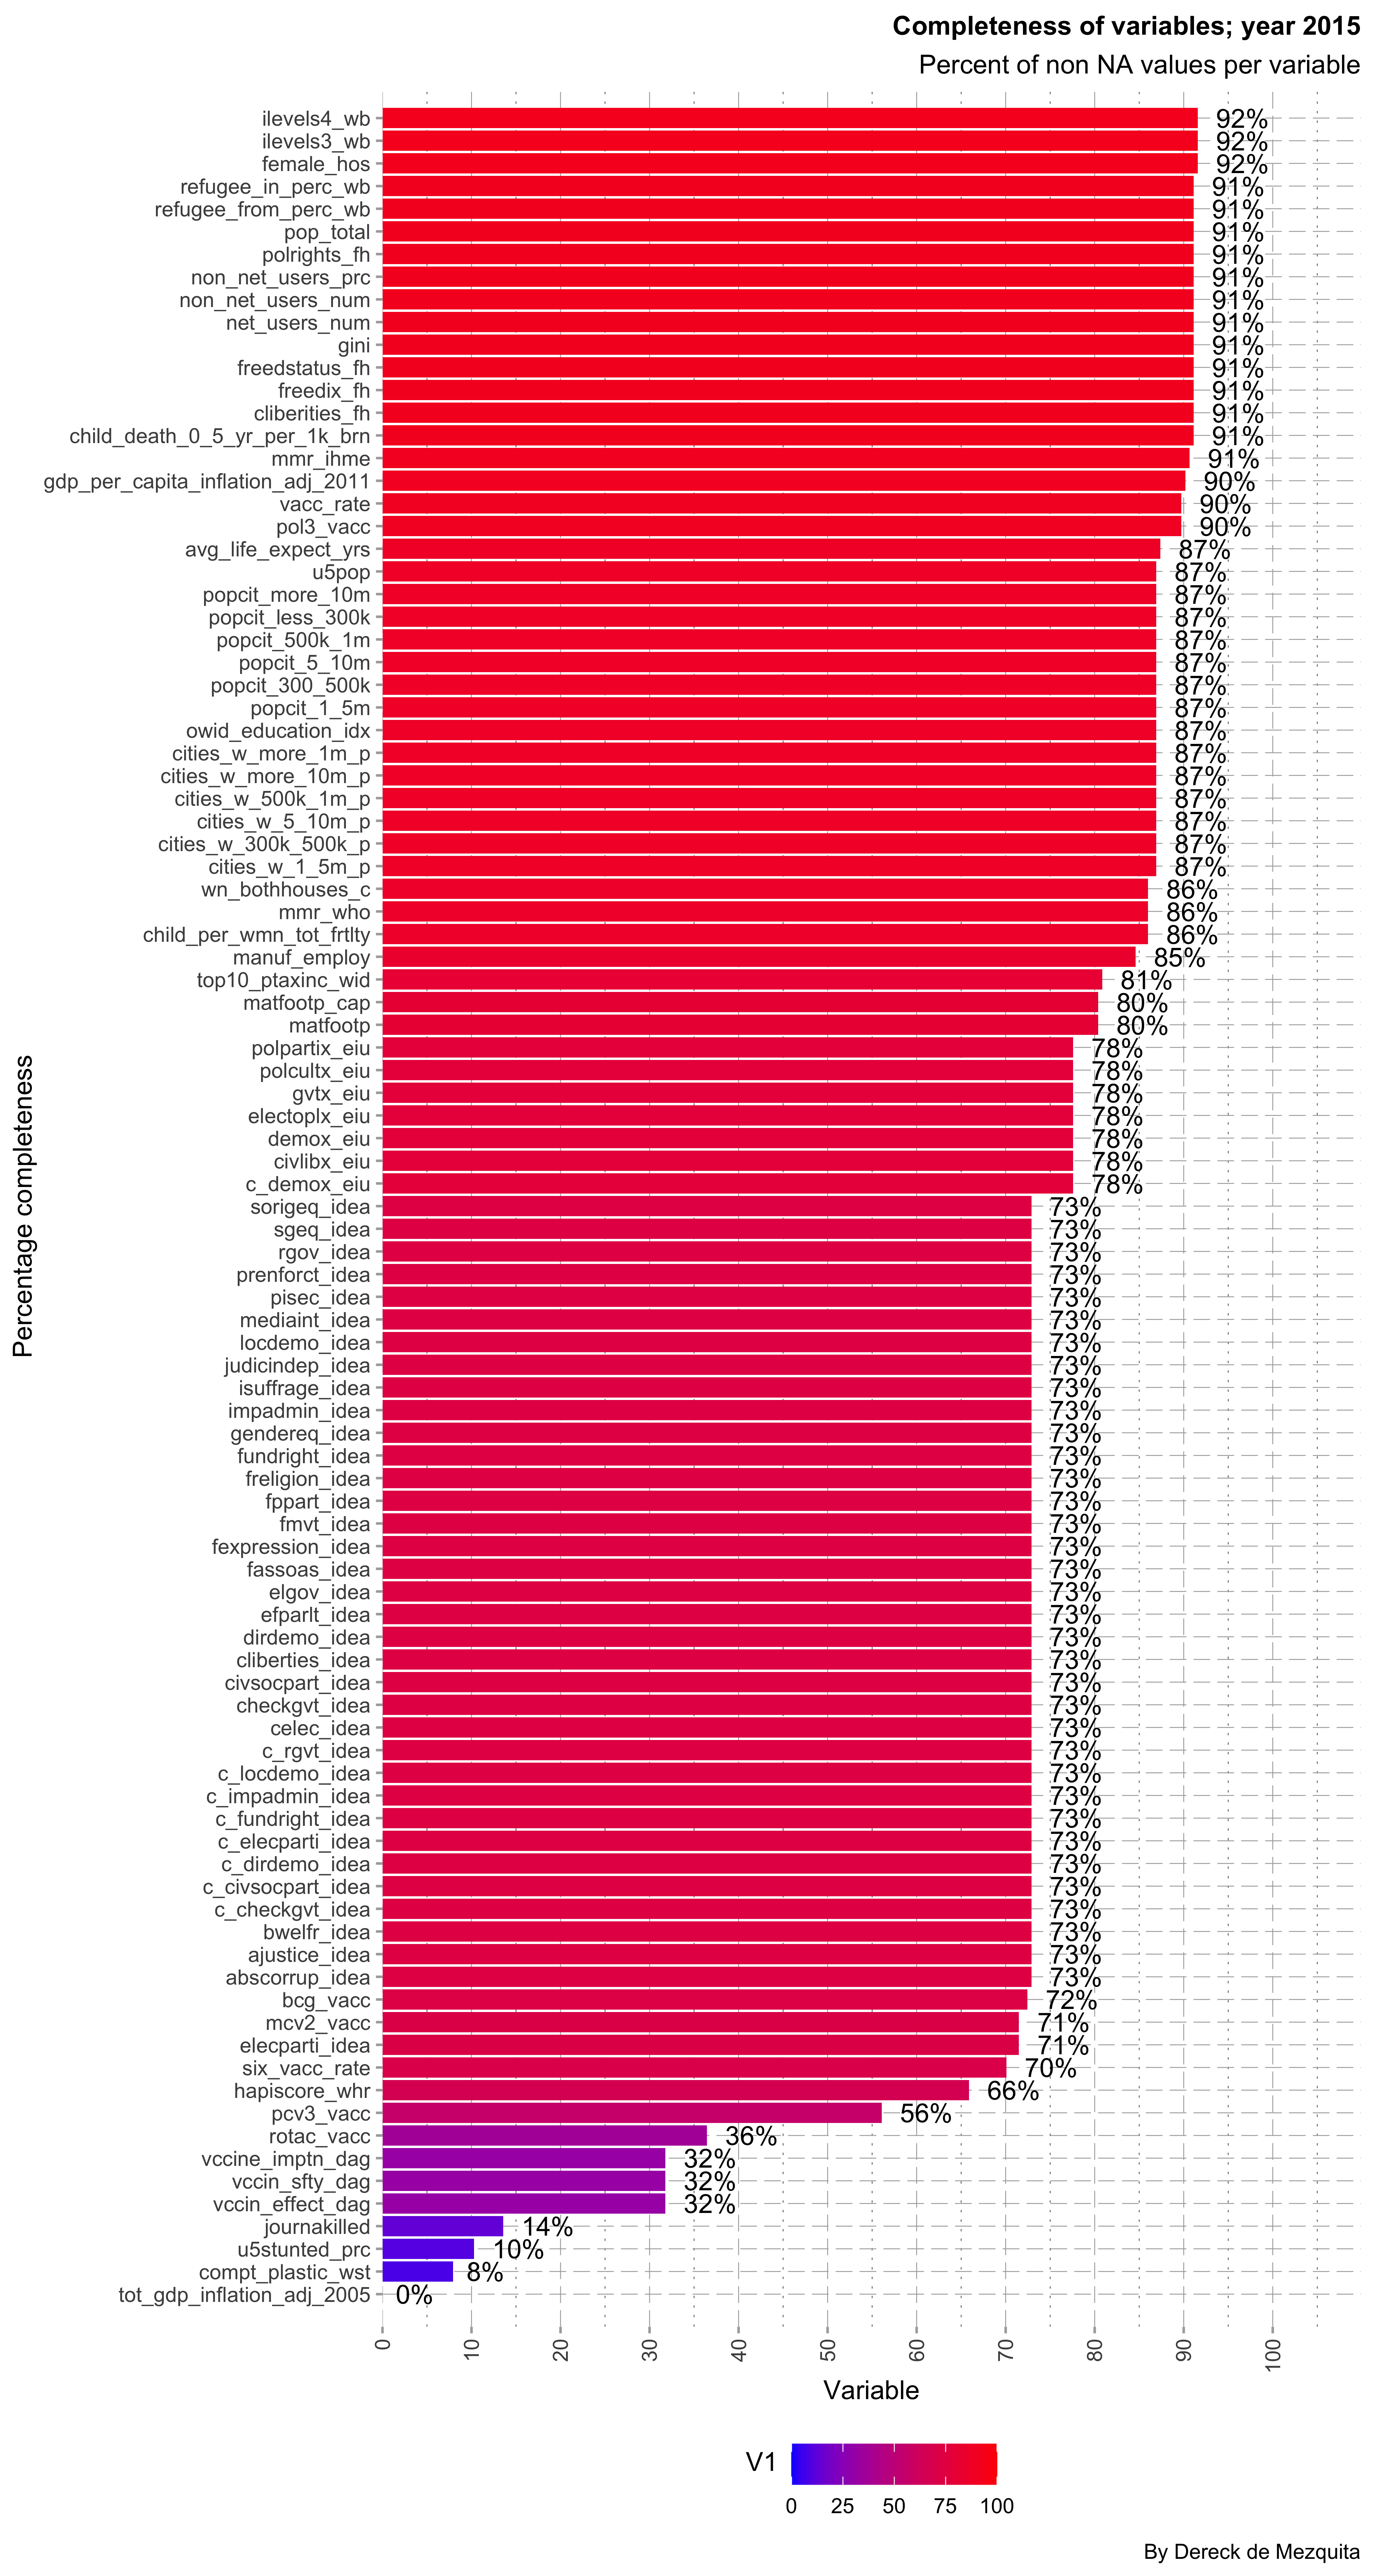 Completeness of variables; year 2015
Percent of non NA values per variable
ilevels4_wb 92%
ilevels3_wb 92%
female_hos 92%
refugee_in_perc_wb 91%
refugee_from_perc_wb 91%
pop_total 91%
polrights_fh 91%
non_net_users_prc 91%
non_net_users_num 91%
net_users_num 91%
gini 91%
freedstatus_fh 91%
freedix_fh 91%
cliberities_fh 91%
child_death_0_5_yr_per_1k_brn 91%
mmr_ihme 91%
gdp_per_capita_inflation_adj_2011 90%
vacc_rate 90%
pol3_vacc 90%
avg_life_expect_yrs 87%
u5pop 87%
popcit_more_10m 87%
popcit_less_300k 87%
popcit_500k_1m 87%
popcit_5_10m 87%
popcit_300_500k 87%
popcit_1_5m 87%
owid_education_idx 87%
cities_w_more_1m_p 87%
cities_w_more_10m_p 87%
cities_w_500k_1m_p 87%
cities_w_5_10m_p 87%
cities_w_300k_500k_p 87%
cities_w_1_5m_p 87%
wn_bothhouses_c 86%
mmr_who 86%
child_per_wmn_tot_frtlty 86%
manuf_employ 85%
top10_ptaxinc_wid 81%
matfootp_cap 80%
matfootp 80%
polpartix_eiu 78%
polcultx_eiu 78%
gvtx_eiu 78%
electoplx_eiu 78%
demox_eiu 78%
civlibx_eiu 78%
c_demox_eiu 78%
sorigeq_idea 73%
sgeq_idea 73%
rgov_idea 73%
prenforct_idea 73%
pisec_idea 73%
mediaint_idea 73%
locdemo_idea 73%
judicindep_idea 73%
isuffrage_idea 73%
impadmin_idea 73%
gendereq_idea 73%
fundright_idea 73%
freligion_idea 73%
fppart_idea 73%
fmvt_idea 73%
fexpression_idea 73%
fassoas_idea 73%
elgov_idea 73%
efparlt_idea 73%
dirdemo_idea 73%
cliberties_idea 73%
civsocpart_idea 73%
checkgvt_idea 73%
celec_idea 73%
c_rgvt_idea 73%
c_locdemo_idea 73%
c_impadmin_idea 73%
c_fundright_idea 73%
c_elecparti_idea 73%
c_dirdemo_idea 73%
c_civsocpart_idea 73%
c_checkgvt_idea 73%
bwelfr_idea 73%
ajustice_idea 73%
abscorrup_idea 73%
bcg_vacc 72%
mcv2_vacc 71%
elecparti_idea 71%
six_vacc_rate 70%
hapiscore_whr 66%
pcv3_vacc 56%
rotac_vacc 36%
vccine_imptn_dag 32%
vccin_sfty_dag 32%
vccin_effect_dag 32%
journakilled 14%
u5stunted_prc 10%
compt_plastic_wst 8%
tot_gdp_inflation_adj_2005 0%
Percentage completeness
0 10 20 30 40 50 60 70 80 90 100
Variable
V1
0 25 50 75 100
By Dereck de Mezquita